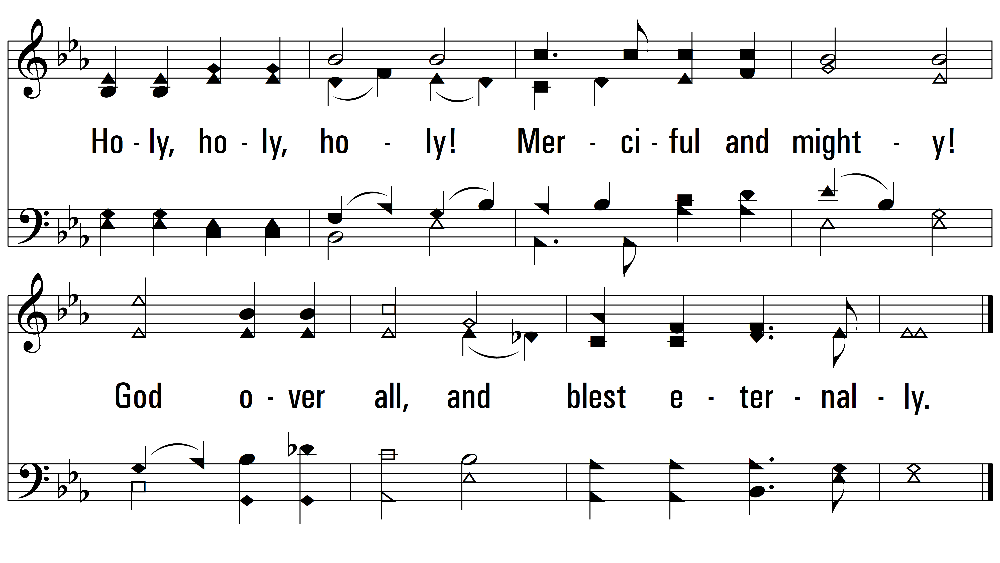 Ho - ly, ho - ly, ho - ly! Mer - ci - ful and might - y!
God o - ver all, and blest e - ter - nal - ly.